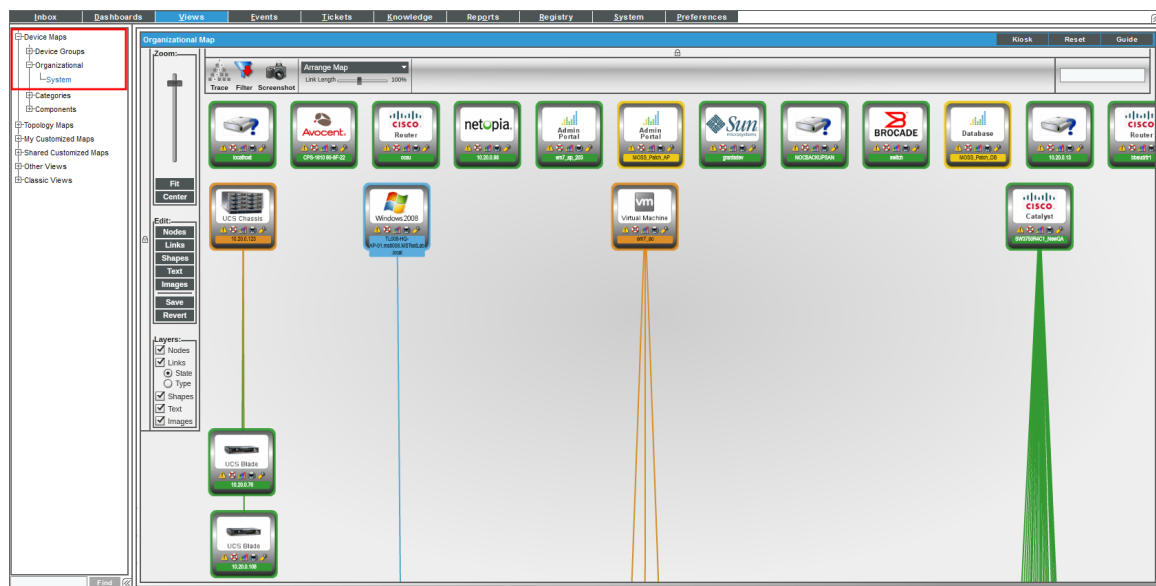 Inbox Dashboards Views Events Tickets Knowledge Reports Registry System Preferences
Device Maps
Device Groups
Organizational
System
Categories
Components
Topology Maps
My Customized Maps
Shared Customized Maps
Other Views
Classic Views
Find
Organizational Map
Kiosk Reset Guide
Zoom:
Fit
Center
Edit:
Nodes
Links
Shapes
Text
Images
Save
Revert
Layers:
Nodes
Links
State
Type
Shapes
Text
Images
Trace Filter Screenshot
Arrange Map
Link Length 100%
localhost
Avocent.
CISCO.
Router
netopia.
10.20.0.98
Admin
Portal
Admin
Portal
MOSS_Patch_AP
Sun
microsystems
NOCBACKUPSAN
BROCADE
switch
Database
MOSS_Patch_DB
10.20.0.13
CISCO
Router
UCS Chassis
10.20.0.123
Windows2008
local
vm
Virtual Machine
CISCO.
Catalyst
UCS Blade
10.20.0.76
UCS Blade
10.20.0.108